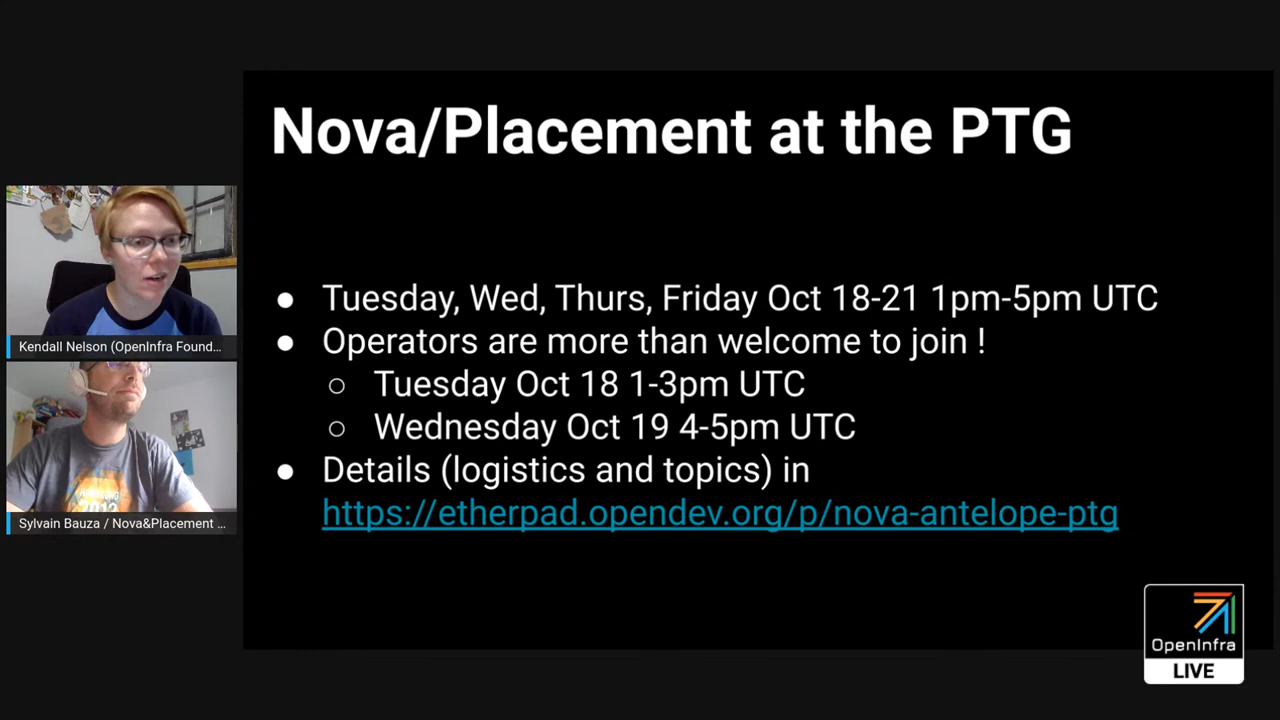 Nova/Placement at the PTG
Kendall Nelson (OpenInfra Found...
Sylvain Bauza / Nova&Placement ...
● Tuesday, Wed, Thurs, Friday Oct 18-21 1pm-5pm UTC
● Operators are more than welcome to join !
○ Tuesday Oct 18 1-3pm UTC
○ Wednesday Oct 19 4-5pm UTC
● Details (logistics and topics) in
https://etherpad.opendev.org/p/nova-antelope-ptg
OpenInfra
LIVE